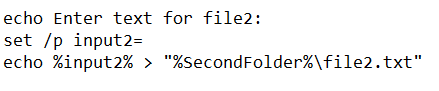 echo Enter text for file2:
set /p input2=
echo %input2% > "%SecondFolder%\file2.txt"